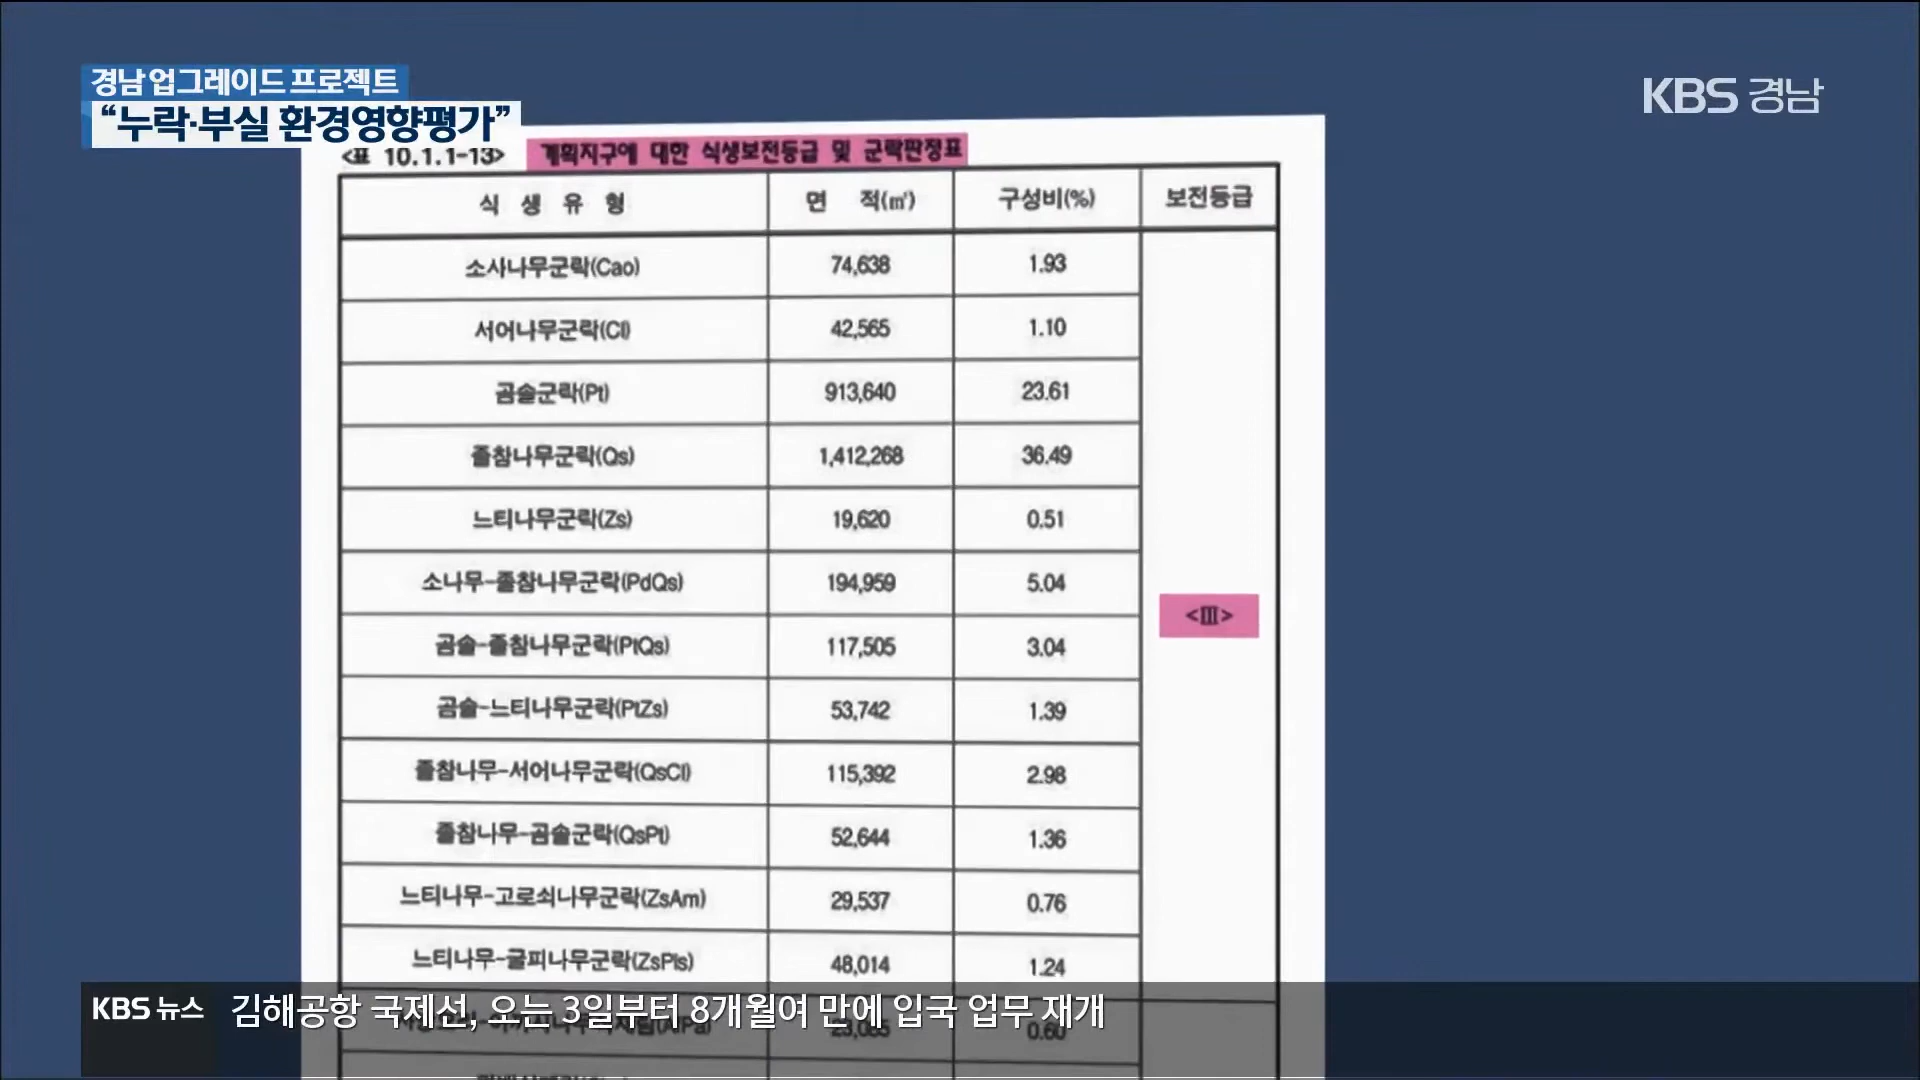 경남 업그레이드 프로젝트
“누락·부실 환경영향평가”
KBS 경남
<표 10.1.1-13> 계획지구에 대한 식생보전등급 및 군락판정표
식 생 유 형 면 적(㎡) 구성비(%) 보전등급
소사나무군락(Cao) 74,638 1.93
서어나무군락(Cl) 42,565 1.10
곰솔군락(Pt) 913,640 23.61
졸참나무군락(Qs) 1,412,268 36.49
느티나무군락(Zs) 19,620 0.51
소나무-졸참나무군락(PdQs) 194,959 5.04
<Ⅲ>
곰솔-졸참나무군락(PtQs) 117,505 3.04
곰솔-느티나무군락(PtZs) 53,742 1.39
졸참나무-서어나무군락(QsCl) 115,392 2.98
졸참나무-곰솔군락(QsPt) 52,644 1.36
느티나무-고로쇠나무군락(ZsAm) 29,537 0.76
느티나무-굴피나무군락(ZsPls) 48,014 1.24
23,085 0.60
KBS 뉴스 김해공항 국제선, 오는 3일부터 8개월여 만에 입국 업무 재개